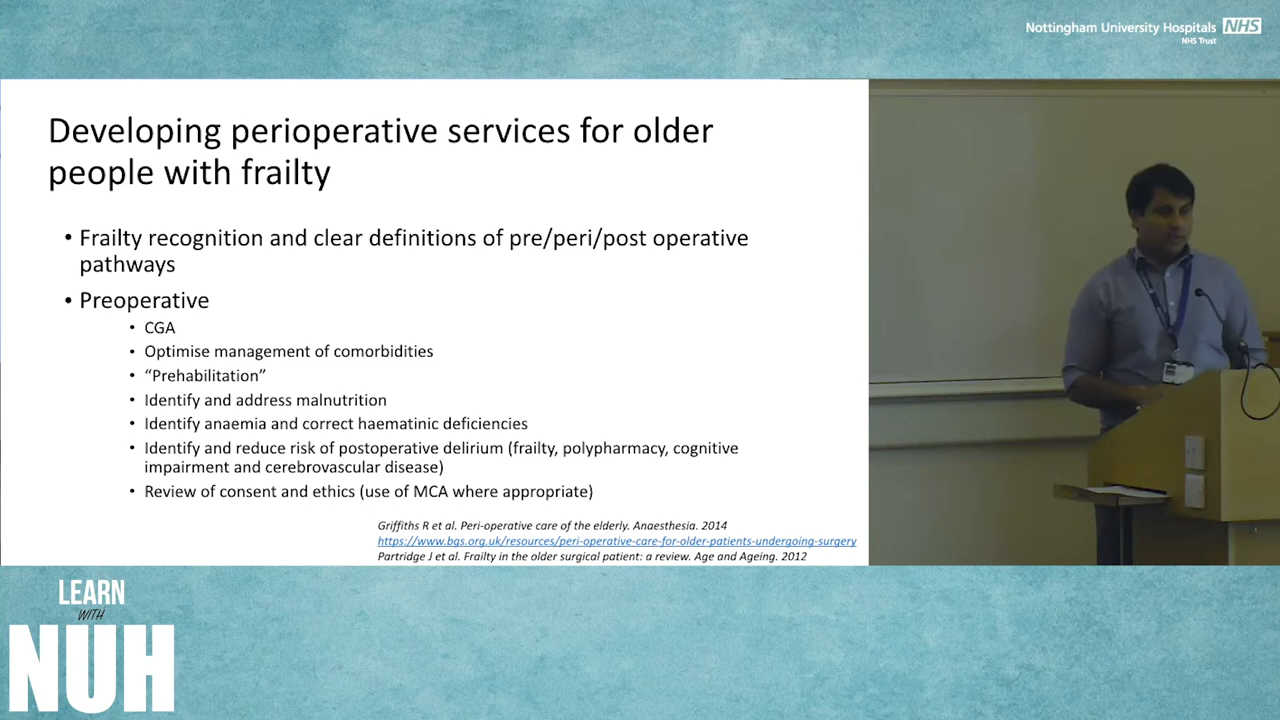 Nottingham University Hospitals NHS
NHS Trust
Developing perioperative services for older
people with frailty
• Frailty recognition and clear definitions of pre/peri/post operative
pathways
• Preoperative
• CGA
• Optimise management of comorbidities
• “Prehabilitation”
• Identify and address malnutrition
• Identify anaemia and correct haematinic deficiencies
• Identify and reduce risk of postoperative delirium (frailty, polypharmacy, cognitive
impairment and cerebrovascular disease)
• Review of consent and ethics (use of MCA where appropriate)
Griffiths R et al. Peri-operative care of the elderly. Anaesthesia. 2014
https://www.bgs.org.uk/resources/peri-operative-care-for-older-patients-undergoing-surgery
Partridge J et al. Frailty in the older surgical patient: a review. Age and Ageing. 2012
LEARN
WITH
NUH